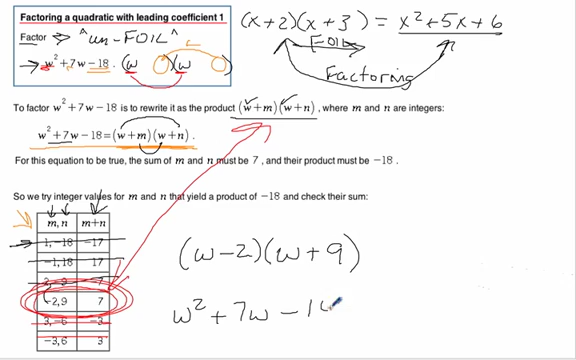 Factoring a quadratic with leading coefficient 1
Factor ⇒ "un-FOIL"
w² + 7w − 18. (w )(w )
(x+2)(x+3) = x²+5x+6
FOIL
Factoring
To factor w² + 7w − 18 is to rewrite it as the product (w+m)(w+n), where m and n are integers:
w² + 7w − 18 = (w+m)(w+n).
For this equation to be true, the sum of m and n must be 7, and their product must be −18.
So we try integer values for m and n that yield a product of −18 and check their sum:
m, n m+n
1, −18 −17
−1, 18 17
2, −9 −7
−2, 9 7
3, −6 −3
−3, 6 3
(w−2)(w+9)
w² + 7w − 18